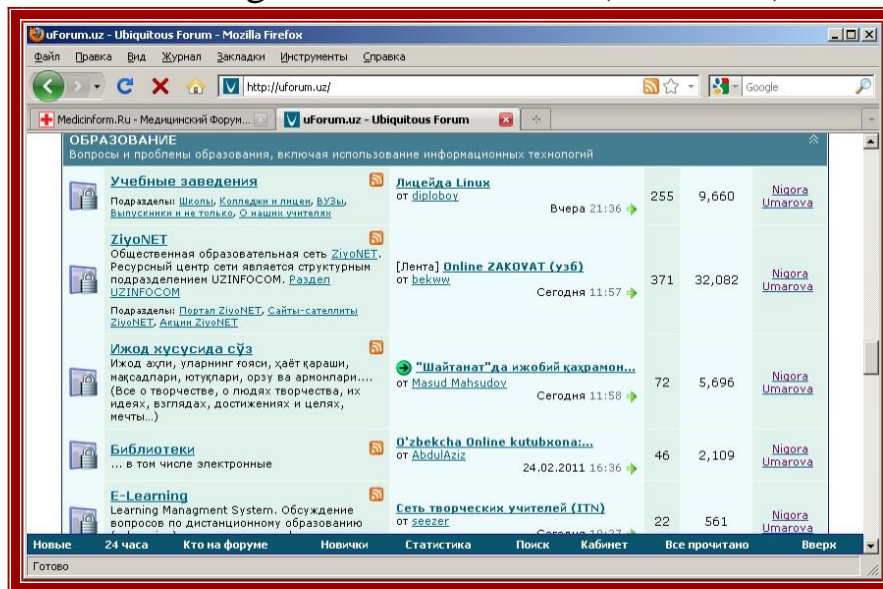 uForum.uz - Ubiquitous Forum - Mozilla Firefox
Файл Правка Вид Журнал Закладки Инструменты Справка
http://uforum.uz/
Google
Medicinform.Ru - Медицинский Форум...
uForum.uz - Ubiquitous Forum
ОБРАЗОВАНИЕ
Вопросы и проблемы образования, включая использование информационных технологий
Учебные заведения
Подразделы: Школы, Колледжи и лицеи, ВУЗы,
Выпускники и не только, О наших учителях
Лицейда Linux
от diploboy
Вчера 21:36
255
9,660
Nigora
Umarova
ZiyoNET
Общественная образовательная сеть ZiyoNET.
Ресурсный центр сети является структурным
подразделением UZINFOCOM. Раздел
UZINFOCOM
Подразделы: Портал ZiyoNET, Сайты-сателлиты
ZiyoNET, Акции ZiyoNET
[Лента] Online ZAKOVAT (узб)
от bekww
Сегодня 11:57
371
32,082
Nigora
Umarova
Ижод хусусида сўз
Ижод аҳли, уларнинг ғояси, ҳаёт қараши,
мақсадлари, ютуқлари, орзу ва армонлари....
(Все о творчестве, о людях творчества, их
идеях, взглядах, достижениях и целях,
мечты...)
"Шайтанат"да ижобий қаҳрамон...
от Masud Mahsudov
Сегодня 11:58
72
5,696
Nigora
Umarova
Библиотеки
... в том числе электронные
O'zbekcha Online kutubxona:...
от AbdulAziz
24.02.2011 16:36
46
2,109
Nigora
Umarova
E-Learning
Learning Managment System. Обсуждение
вопросов по дистанционному образованию
Сеть творческих учителей (ITN)
от seezer
22
561
Nigora
Umarova
Новые 24 часа Кто на форуме Новички Статистика Поиск Кабинет Все прочитано Вверх
Готово